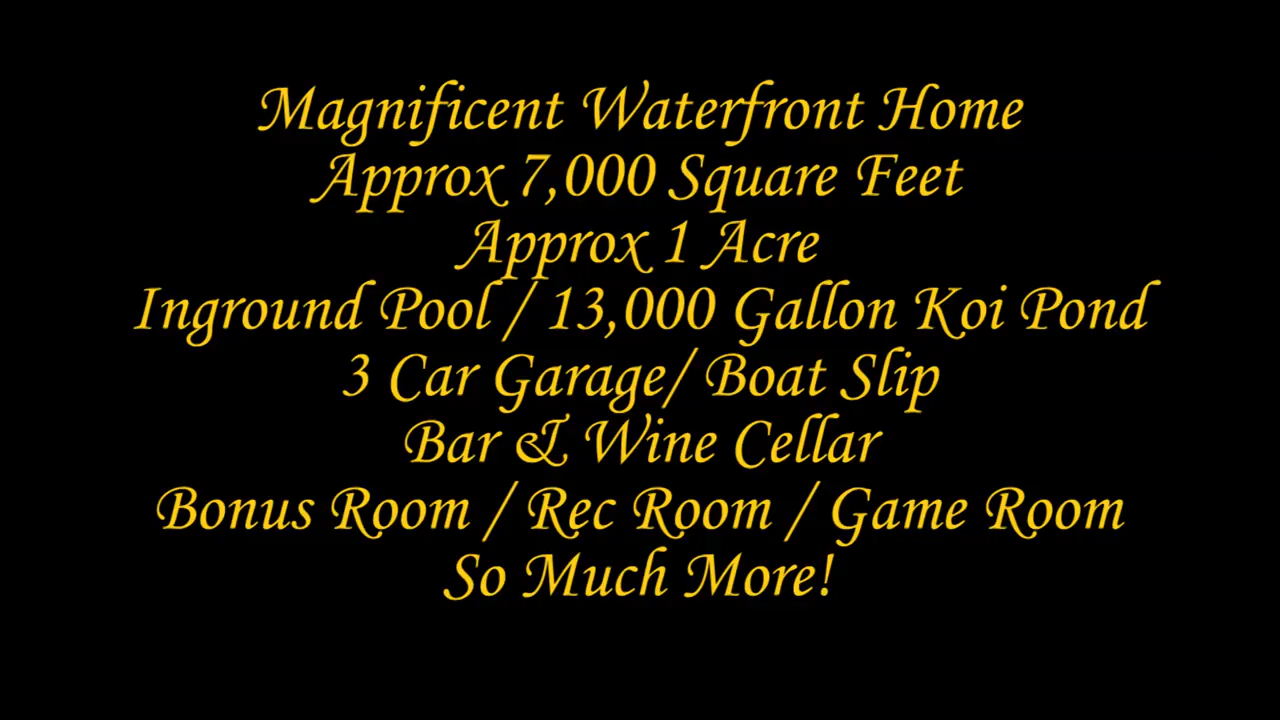 Magnificent Waterfront Home
Approx 7,000 Square Feet
Approx 1 Acre
Inground Pool / 13,000 Gallon Koi Pond
3 Car Garage/ Boat Slip
Bar & Wine Cellar
Bonus Room / Rec Room / Game Room
So Much More!